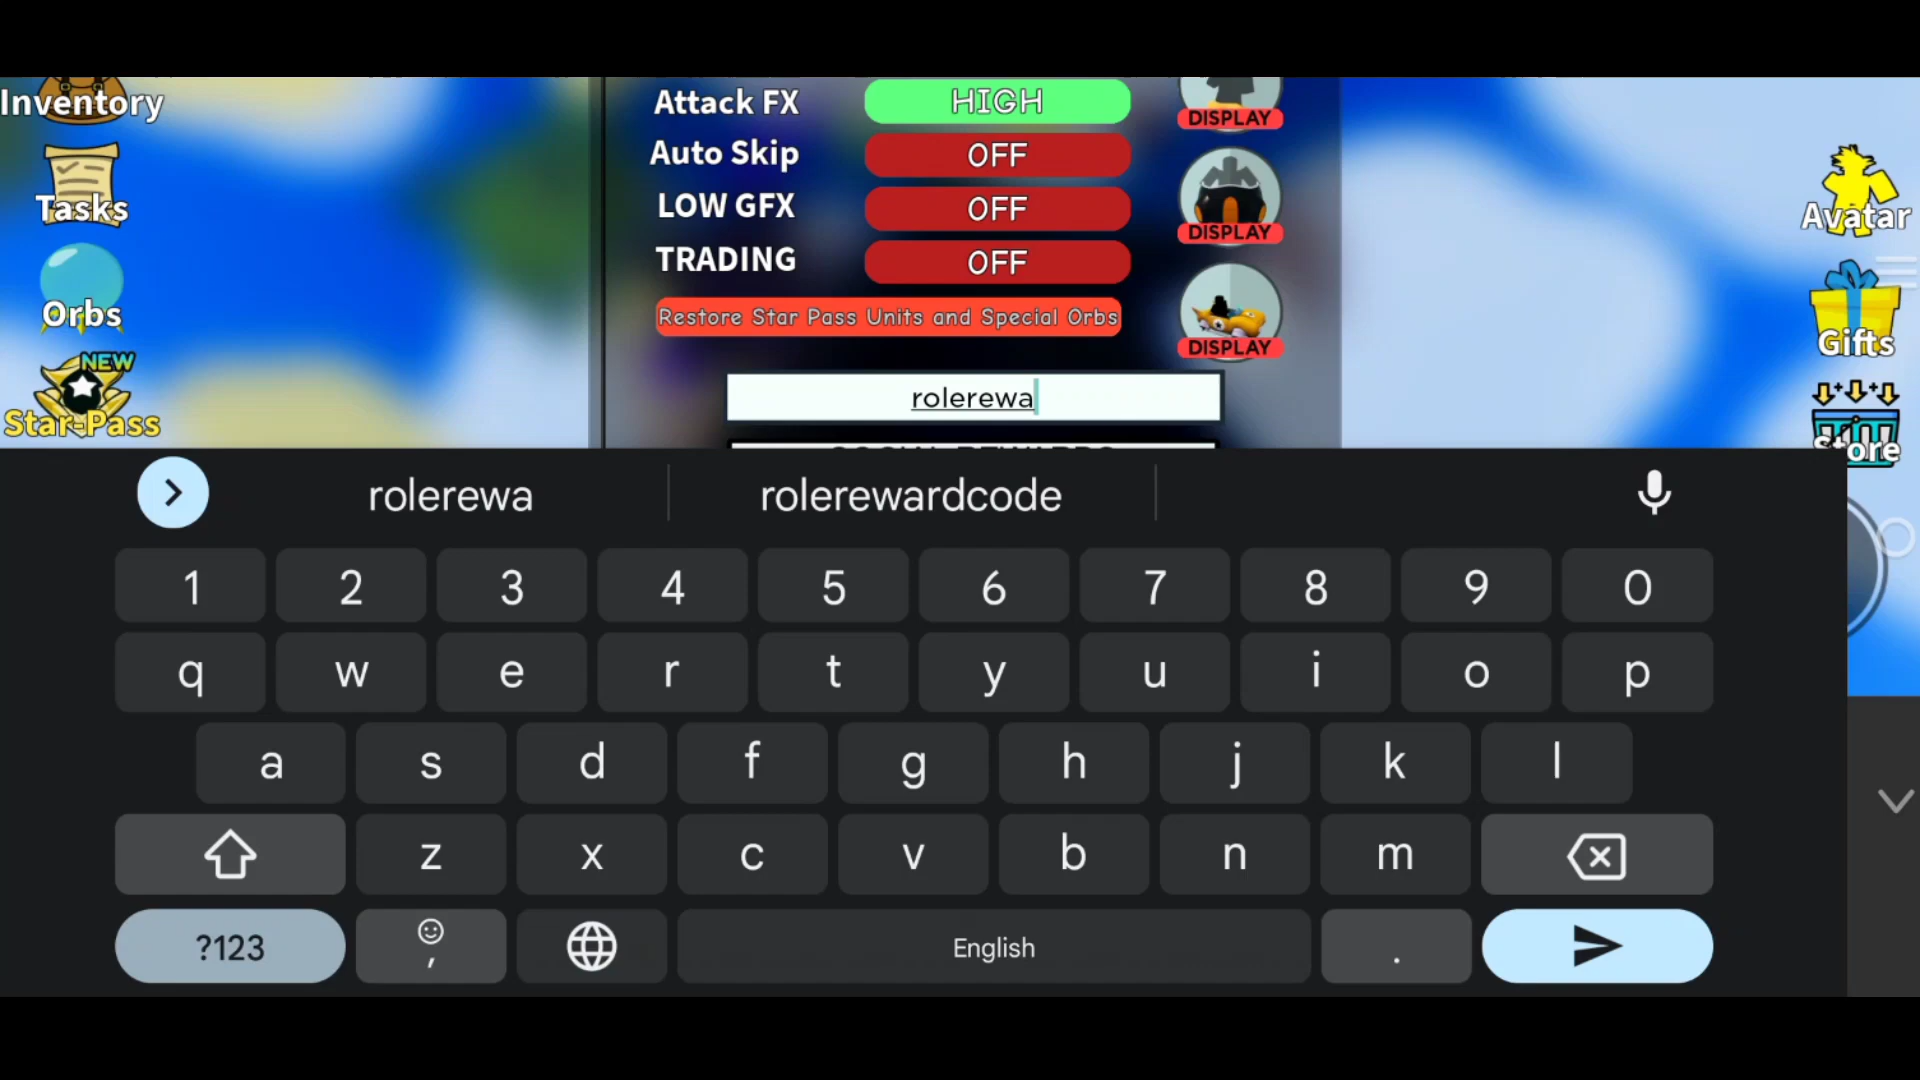 Inventory
Tasks
Orbs
NEW
Star-Pass
Attack FX HIGH
Auto Skip OFF
LOW GFX OFF
TRADING OFF
Restore Star Pass Units and Special Orbs
DISPLAY
DISPLAY
DISPLAY
rolerewa
Avatar
Gifts
Store
rolerewa rolerewardcode
1 2 3 4 5 6 7 8 9 0
q w e r t y u i o p
a s d f g h j k l
z x c v b n m
?123 , English .